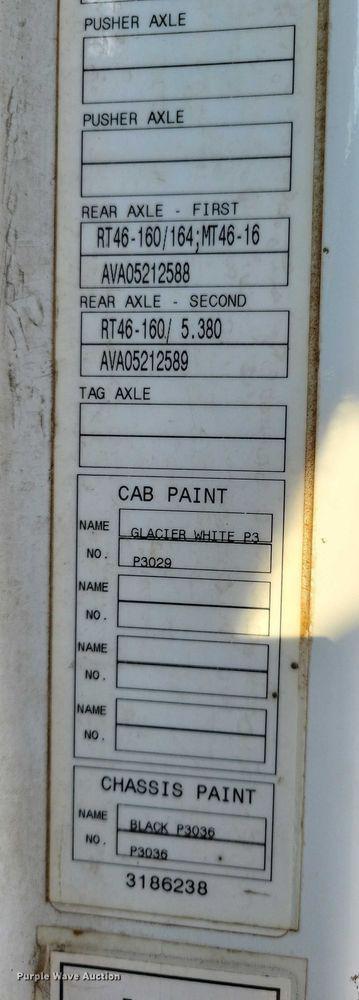 PUSHER AXLE
PUSHER AXLE
REAR AXLE - FIRST
RT46-160/164;MT46-16
AVA05212588
REAR AXLE - SECOND
RT46-160/ 5.380
AVA05212589
TAG AXLE
CAB PAINT
NAME GLACIER WHITE P3
NO. P3029
NAME
NO.
NAME
NO.
NAME
NO.
CHASSIS PAINT
NAME BLACK P3036
NO. P3036
3186238
Purple Wave Auction